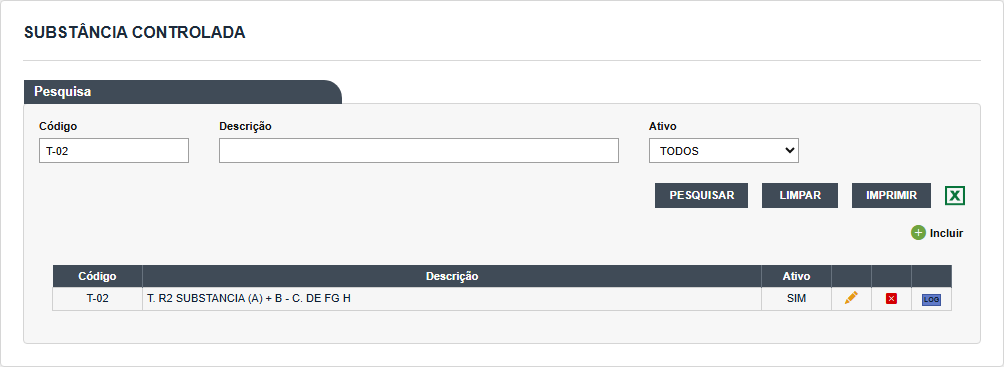 SUBSTÂNCIA CONTROLADA
Pesquisa
Código Descrição Ativo
T-02 TODOS
PESQUISAR LIMPAR IMPRIMIR X
Incluir
Código Descrição Ativo
T-02 T. R2 SUBSTANCIA (A) + B - C. DE FG H SIM LOG